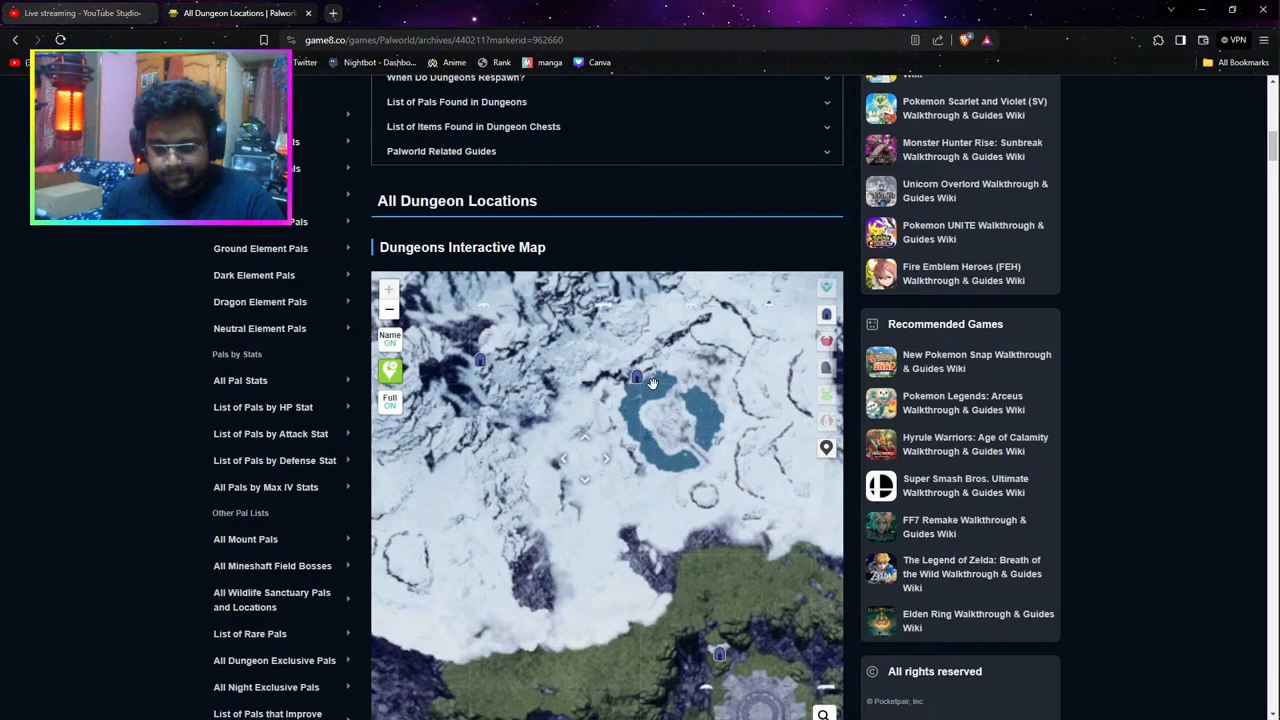 Live streaming - YouTube Studio
All Dungeon Locations | Palworl
game8.co/games/Palworld/archives/440211?markerid=962660
VPN
Twitter
Nightbot - Dashbo...
Anime
Rank
manga
Canva
All Bookmarks
When Do Dungeons Respawn?
List of Pals Found in Dungeons
List of Items Found in Dungeon Chests
Palworld Related Guides
All Dungeon Locations
Dungeons Interactive Map
Name
ON
Full
ON
Ground Element Pals
Dark Element Pals
Dragon Element Pals
Neutral Element Pals
Pals by Stats
All Pal Stats
List of Pals by HP Stat
List of Pals by Attack Stat
List of Pals by Defense Stat
All Pals by Max IV Stats
Other Pal Lists
All Mount Pals
All Mineshaft Field Bosses
All Wildlife Sanctuary Pals
and Locations
List of Rare Pals
All Dungeon Exclusive Pals
All Night Exclusive Pals
List of Pals that Improve
Wiki
Pokemon Scarlet and Violet (SV)
Walkthrough & Guides Wiki
Monster Hunter Rise: Sunbreak
Walkthrough & Guides Wiki
Unicorn Overlord Walkthrough &
Guides Wiki
Pokemon UNITE Walkthrough &
Guides Wiki
Fire Emblem Heroes (FEH)
Walkthrough & Guides Wiki
Recommended Games
New Pokemon Snap Walkthrough
& Guides Wiki
Pokemon Legends: Arceus
Walkthrough & Guides Wiki
Hyrule Warriors: Age of Calamity
Walkthrough & Guides Wiki
Super Smash Bros. Ultimate
Walkthrough & Guides Wiki
FF7 Remake Walkthrough &
Guides Wiki
The Legend of Zelda: Breath of
the Wild Walkthrough & Guides
Wiki
Elden Ring Walkthrough & Guides
Wiki
All rights reserved
© Pocketpair, Inc.